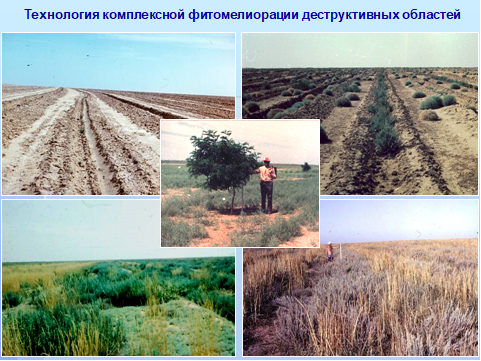 Технология комплексной фитомелиорации деструктивных областей